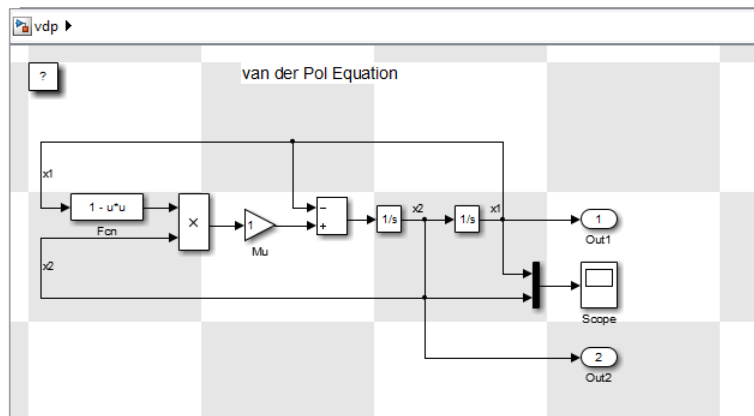 vdp
?
van der Pol Equation
x1
1 - u*u
Fcn
×
1
Mu
−
+
1/s
x2
1/s
x1
1
Out1
x2
Scope
2
Out2